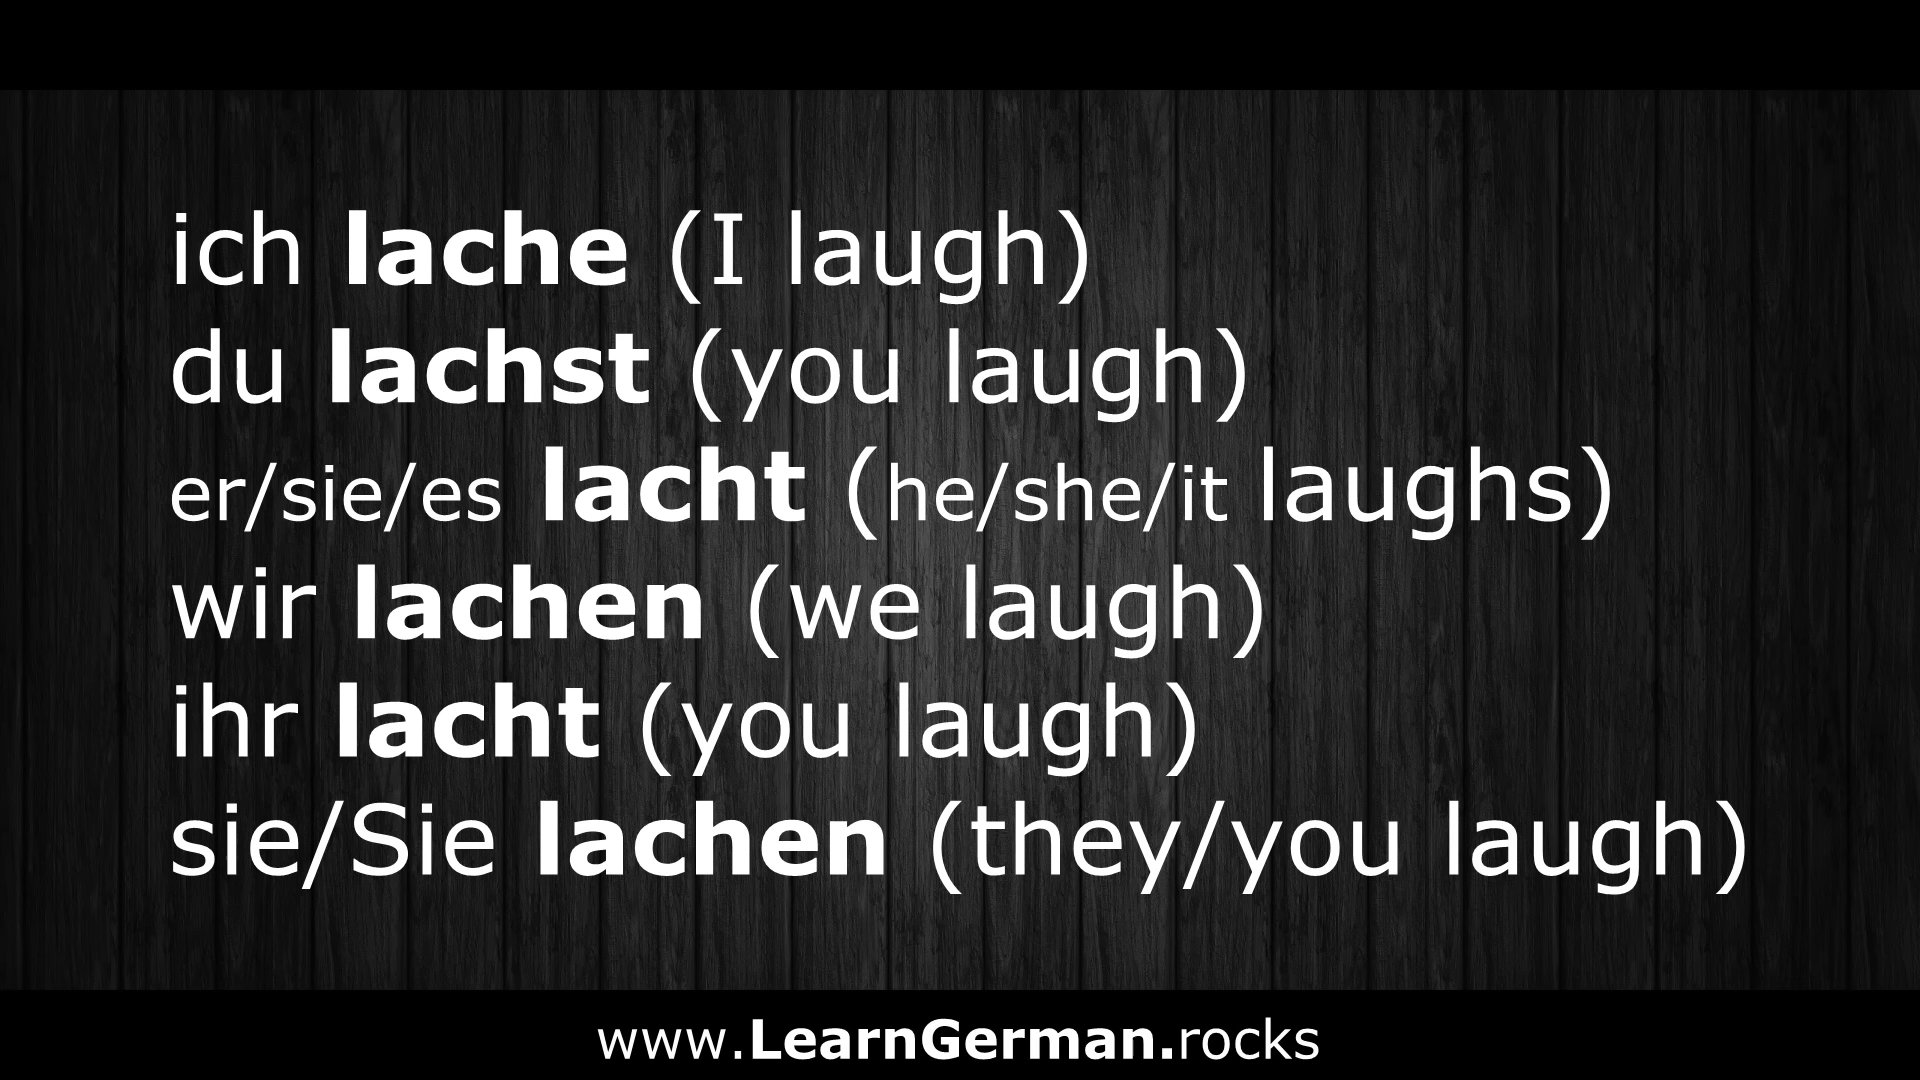 ich lache (I laugh)
du lachst (you laugh)
er/sie/es lacht (he/she/it laughs)
wir lachen (we laugh)
ihr lacht (you laugh)
sie/Sie lachen (they/you laugh)
www.LearnGerman.rocks